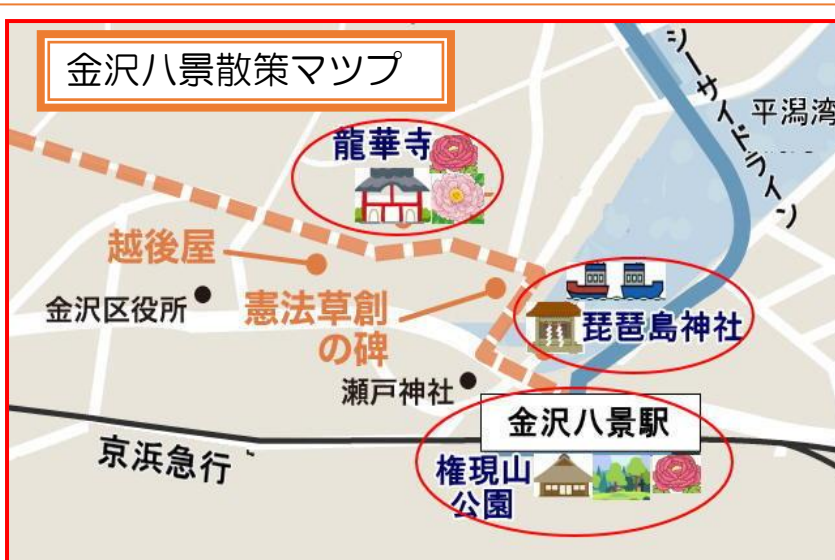 金沢八景散策マツプ
シーサイドライン
平潟湾
龍華寺
越後屋
金沢区役所
憲法草創
の碑
琵琶島神社
瀬戸神社
金沢八景駅
京浜急行
権現山
公園